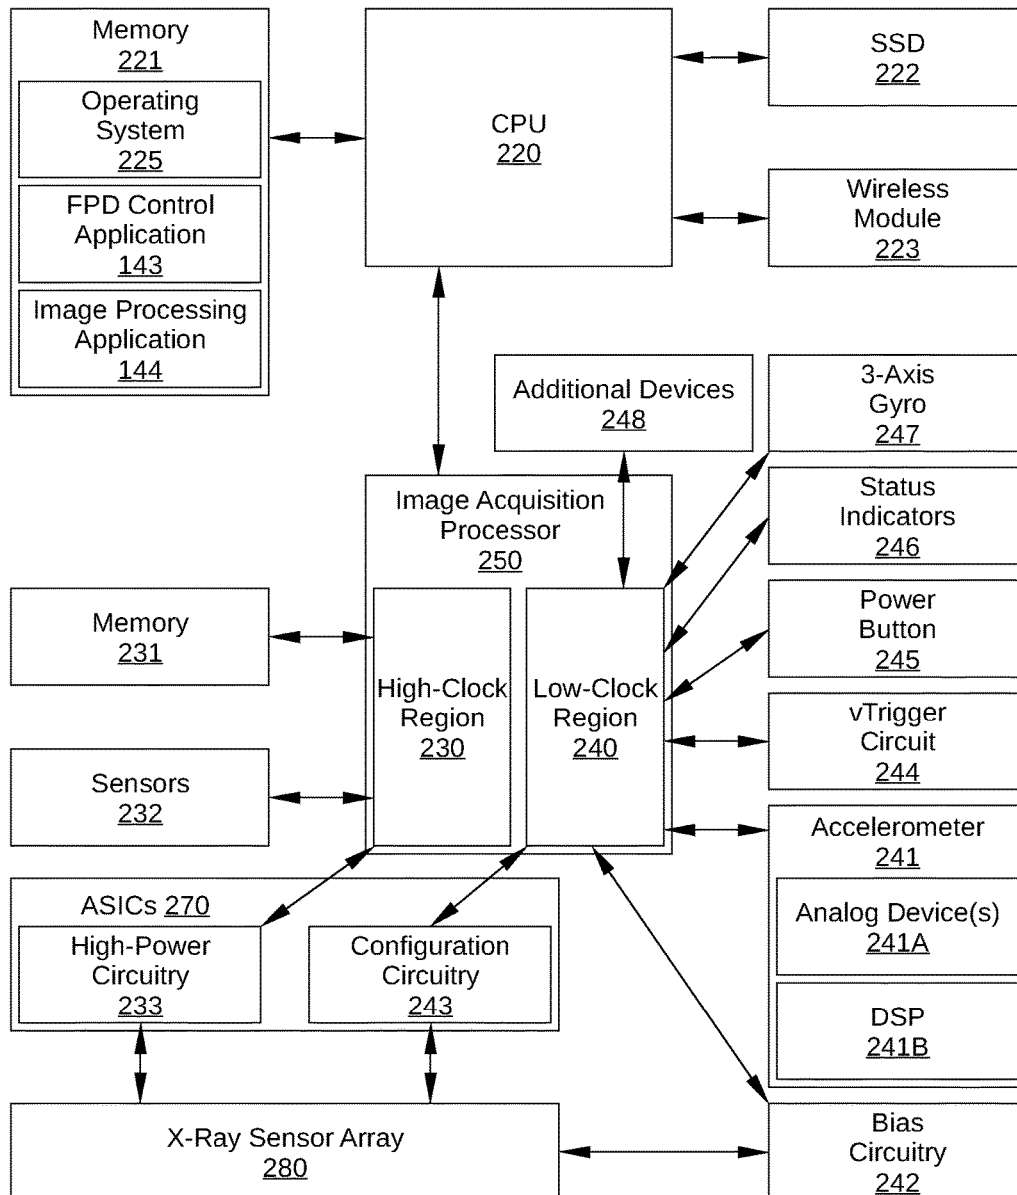 Memory
221
Operating
System
225
FPD Control
Application
143
Image Processing
Application
144
CPU
220
SSD
222
Wireless
Module
223
Additional Devices
248
3-Axis
Gyro
247
Status
Indicators
246
Power
Button
245
vTrigger
Circuit
244
Accelerometer
241
Analog Device(s)
241A
DSP
241B
Image Acquisition
Processor
250
High-Clock
Region
230
Low-Clock
Region
240
Memory
231
Sensors
232
ASICs 270
High-Power
Circuitry
233
Configuration
Circuitry
243
X-Ray Sensor Array
280
Bias
Circuitry
242